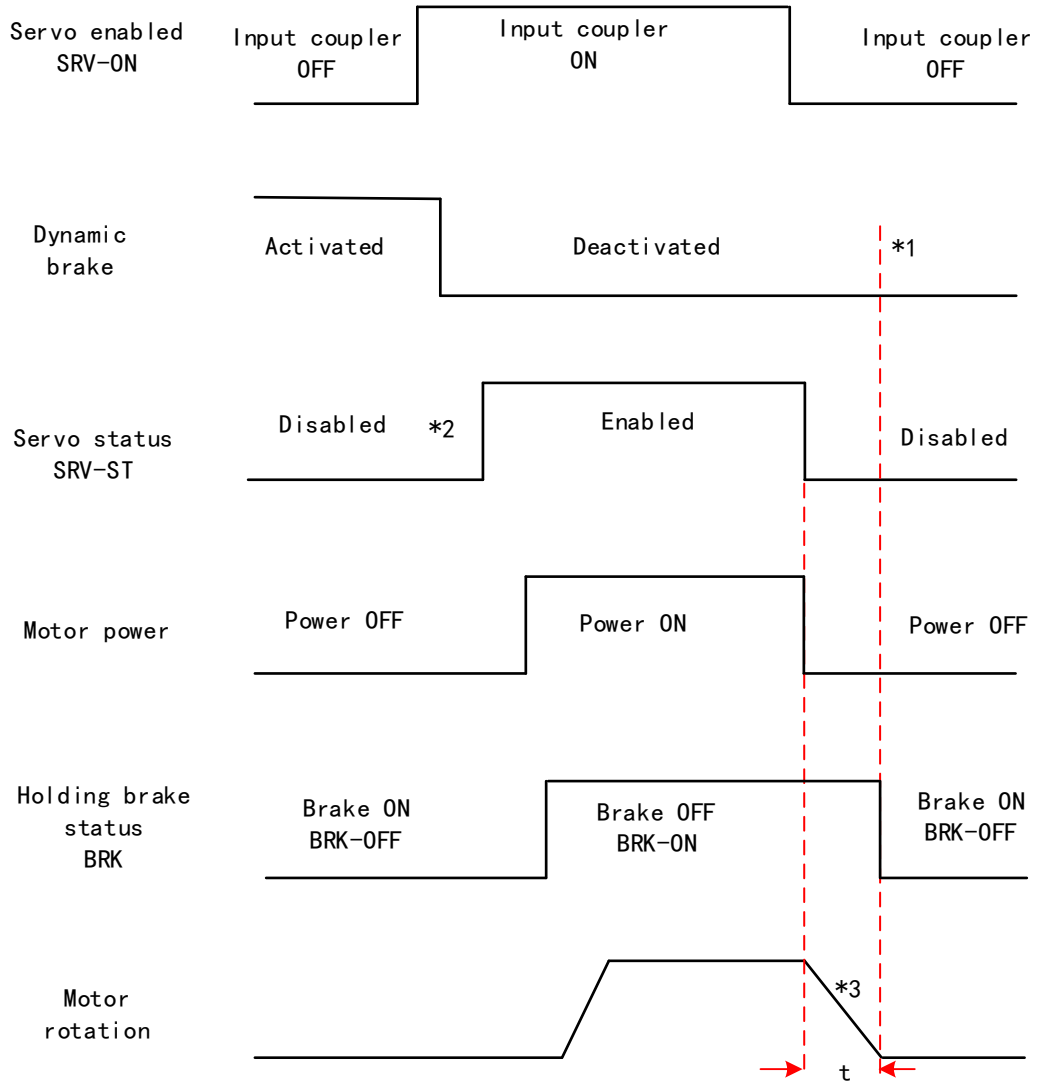 Servo enabled
SRV-ON
Input coupler
OFF
Input coupler
ON
Input coupler
OFF
Dynamic
brake
Activated
Deactivated
*1
Servo status
SRV-ST
Disabled
*2
Enabled
Disabled
Motor power
Power OFF
Power ON
Power OFF
Holding brake
status
BRK
Brake ON
BRK-OFF
Brake OFF
BRK-ON
Brake ON
BRK-OFF
Motor
rotation
*3
t